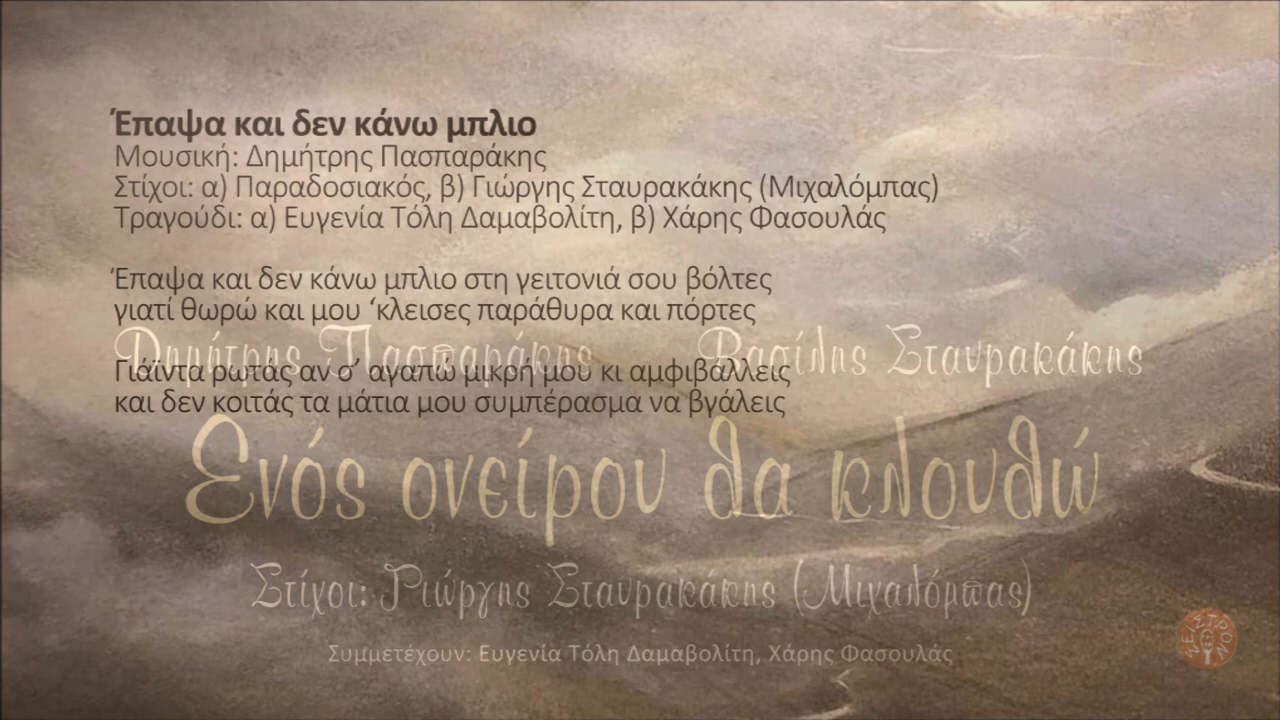 Έπαψα και δεν κάνω μπλιο
Μουσική: Δημήτρης Πασπαράκης
Στίχοι: α) Παραδοσιακός, β) Γιώργης Σταυρακάκης (Μιχαλόμπας)
Τραγούδι: α) Ευγενία Τόλη Δαμαβολίτη, β) Χάρης Φασουλάς
Έπαψα και δεν κάνω μπλιο στη γειτονιά σου βόλτες
γιατί θωρώ και μου ‘κλεισες παράθυρα και πόρτες
Δημήτρης Πασπαράκης Βασίλης Σταυρακάκης
Γιάϊντα ρωτάς αν σ’ αγαπώ μικρή μου κι αμφιβάλλεις
και δεν κοιτάς τα μάτια μου συμπέρασμα να βγάλεις
Ενός ονείρου θα κλουθώ
Στίχοι: Γιώργης Σταυρακάκης (Μιχαλόμπας)
Συμμετέχουν: Ευγενία Τόλη Δαμαβολίτη, Χάρης Φασουλάς
ΣΕΙΣΤΡΟΝ